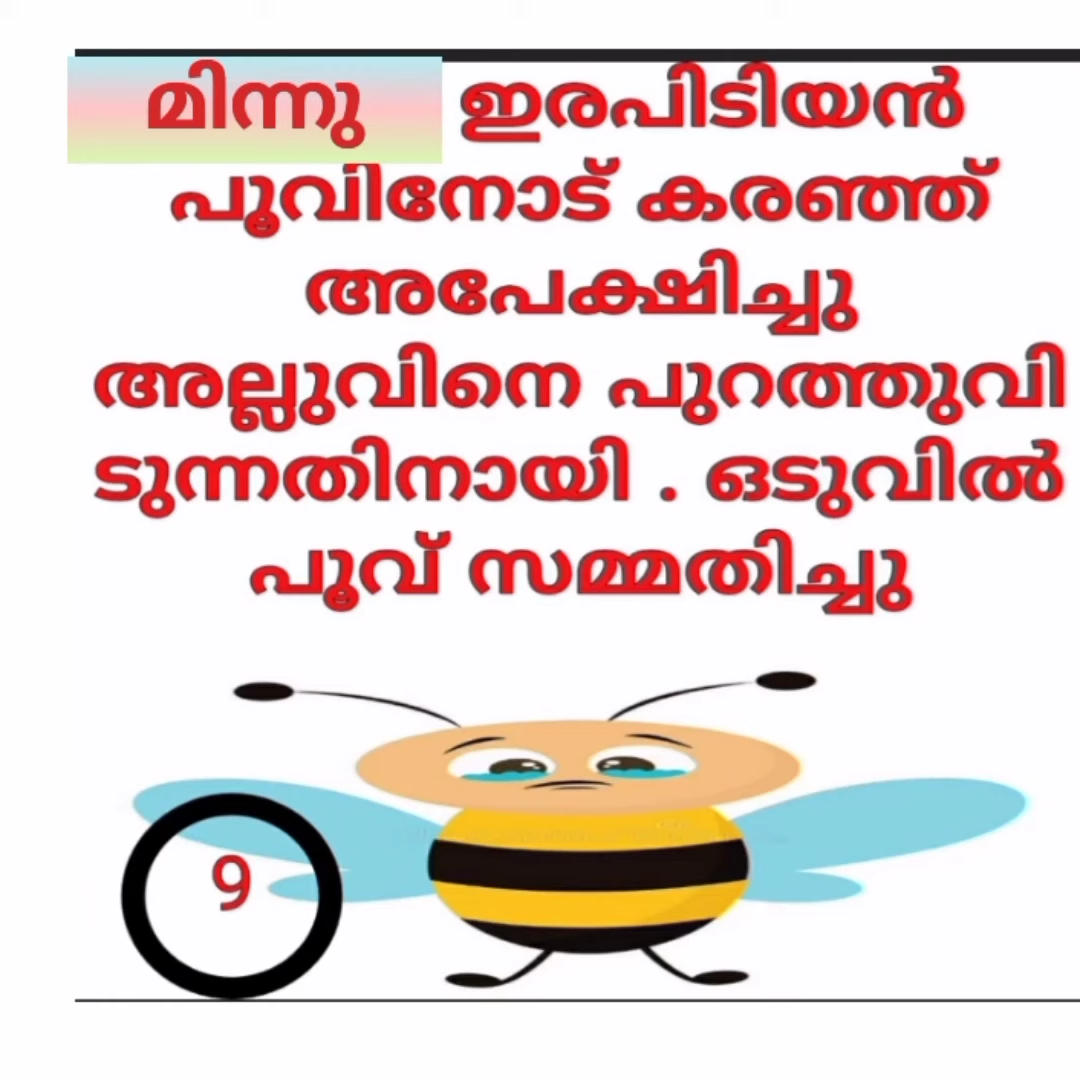 മിന്നു ഇരപിടിയൻ
പൂവിനോട് കരഞ്ഞ്
അപേക്ഷിച്ചു
അല്ലുവിനെ പുറത്തുവി
ടുന്നതിനായി . ഒടുവിൽ
പൂവ് സമ്മതിച്ചു
9